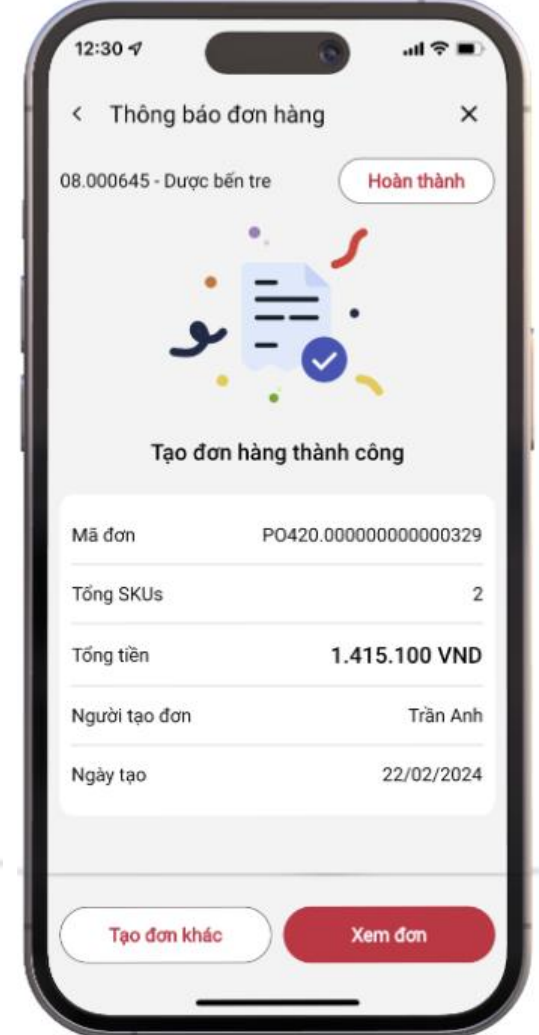 12:30
Thông báo đơn hàng
08.000645 - Dược bến tre
Hoàn thành
Tạo đơn hàng thành công
Mã đơn PO420.000000000000329
Tổng SKUs 2
Tổng tiền 1.415.100 VND
Người tạo đơn Trần Anh
Ngày tạo 22/02/2024
Tạo đơn khác
Xem đơn